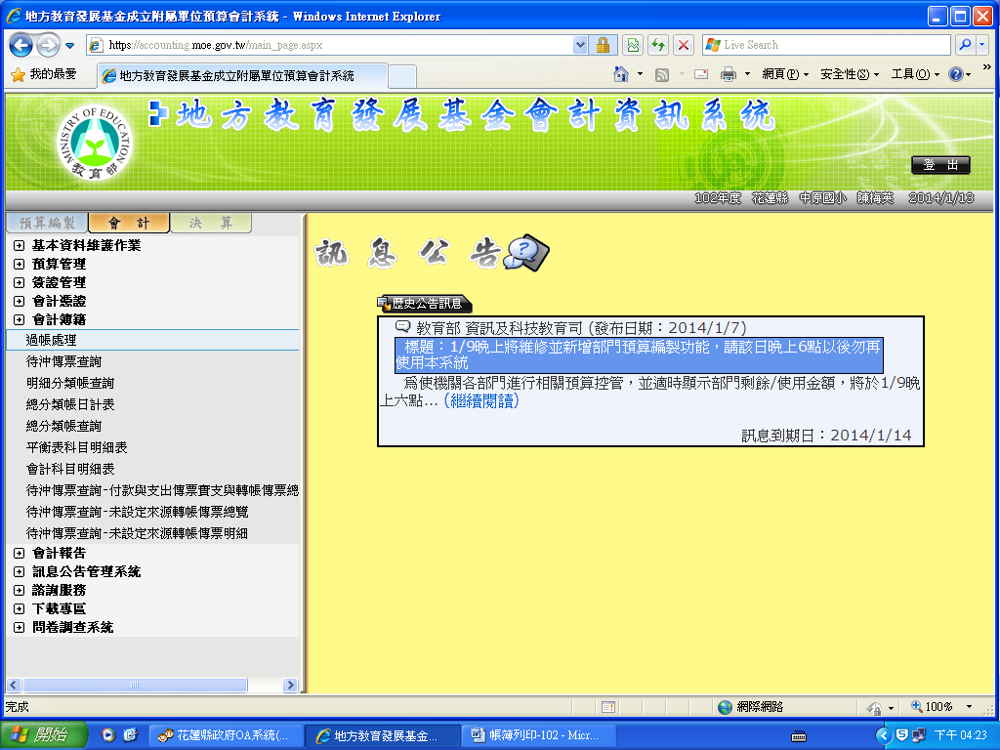 地方教育發展基金成立附屬單位預算會計系統 - Windows Internet Explorer
https://accounting.moe.gov.tw/main_page.aspx
Live Search
我的最愛
地方教育發展基金成立附屬單位預算會計系統
網頁(P) 安全性(S) 工具(O)
MINISTRY OF EDUCATION
教育部
地方教育發展基金會計資訊系統
登 出
102年度 花蓮縣 中原國小 陳梅英 2014/1/13
預算編製 會 計 決 算
基本資料維護作業
預算管理
簽證管理
會計憑證
會計簿籍
過帳處理
待沖傳票查詢
明細分類帳查詢
總分類帳日計表
總分類帳查詢
平衡表科目明細表
會計科目明細表
待沖傳票查詢-付款與支出傳票實支與轉帳傳票總
待沖傳票查詢-未設定來源轉帳傳票總覽
待沖傳票查詢-未設定來源轉帳傳票明細
會計報告
訊息公告管理系統
諮詢服務
下載專區
問卷調查系統
訊 息 公 告
歷史公告訊息
教育部 資訊及科技教育司 (發布日期：2014/1/7)
標題：1/9晚上將維修並新增部門預算編製功能，請該日晚上6點以後勿再
使用本系統
為使機關各部門進行相關預算控管，並適時顯示部門剩餘/使用金額，將於1/9晚
上六點... (繼續閱讀)
訊息到期日：2014/1/14
完成
網際網路
100%
開始
花蓮縣政府OA系統(...
地方教育發展基金...
帳簿列印-102 - Micr...
下午 04:23